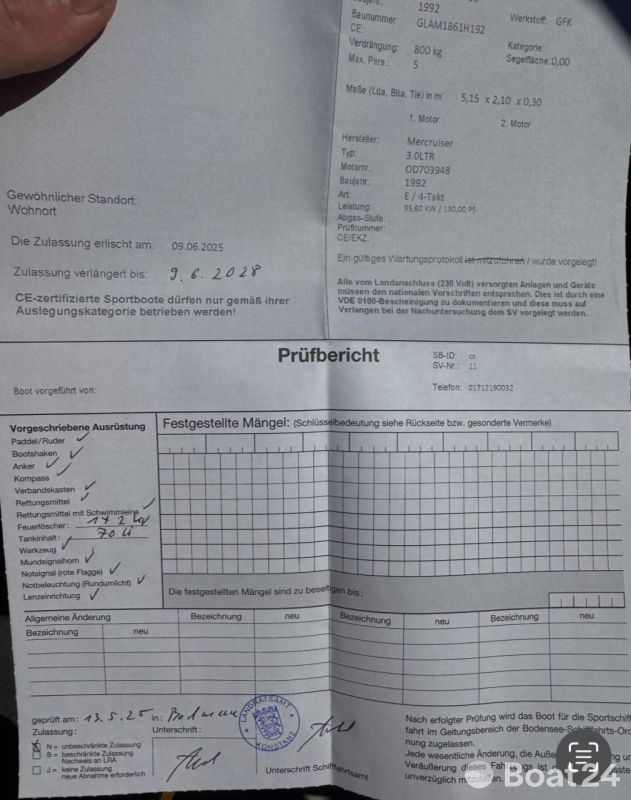 1992
Baunummer GLAM1861H192 Werkstoff: GFK
CE.
Verdrängung: 800 kg Kategorie:
Max. Pers.: 5 Segelfläche: 0,00
Maße (Lüa, Büa, Tie) in m: 5,15 x 2,10 x 0,30
1. Motor 2. Motor
Hersteller: Mercruiser
Typ: 3.0LTR
Motornr.: OD703948
Baujahr: 1992
Art: E / 4-Takt
Leistung: 95,60 KW / 130,00 PS
Abgas-Stufe:
Prüfnummer:
CE/EKZ:
Ein gültiges Wartungsprotokoll ist mitzuführen / wurde vorgelegt!
Alle vom Landanschluss (230 Volt) versorgten Anlagen und Geräte
müssen den nationalen Vorschriften entsprechen. Dies ist durch eine
VDE 0100-Bescheinigung zu dokumentieren und diese muss auf
Verlangen bei der Nachuntersuchung dem SV vorgelegt werden.
Gewöhnlicher Standort:
Wohnort
Die Zulassung erlischt am: 09.06.2025
Zulassung verlängert bis: 9.6.2028
CE-zertifizierte Sportboote dürfen nur gemäß ihrer
Auslegungskategorie betrieben werden!
Prüfbericht
SB-ID: cs
SV-Nr.: 11
Boot vorgeführt von: Telefon: 01712190032
Vorgeschriebene Ausrüstung
Paddel/Ruder
Bootshaken
Anker
Kompass
Verbandskasten
Rettungsmittel
Rettungsmittel mit Schwimmleine
Feuerlöscher: 1x2 kg
Tankinhalt: 70 li
Werkzeug
Mundsignalhorn
Notsignal (rote Flagge)
Notbeleuchtung (Rundumlicht)
Lenzeinrichtung
Festgestellte Mängel: (Schlüsselbedeutung siehe Rückseite bzw. gesonderte Vermerke)
Die festgestellten Mängel sind zu beseitigen bis:
Allgemeine Änderung Bezeichnung neu Bezeichnung neu Bezeichnung neu
Bezeichnung neu
geprüft am: 13.5.25 in: Bodman
Zulassung: Unterschrift:
N = unbeschränkte Zulassung
B = beschränkte Zulassung
Nachweis an LRA
J = keine Zulassung
neue Abnahme erforderlich
LANDRATSAMT
KONSTANZ
Unterschrift Schifffahrtsamt
Nach erfolgter Prüfung wird das Boot für die Sportschif
fahrt im Geltungsbereich der Bodensee-Schifffahrts-Or
nung zugelassen.
Jede wesentliche Änderung, die Auße
Veräußerung dieses Fahrzeugs ist
unverzüglich mitzuteilen.
Boat24